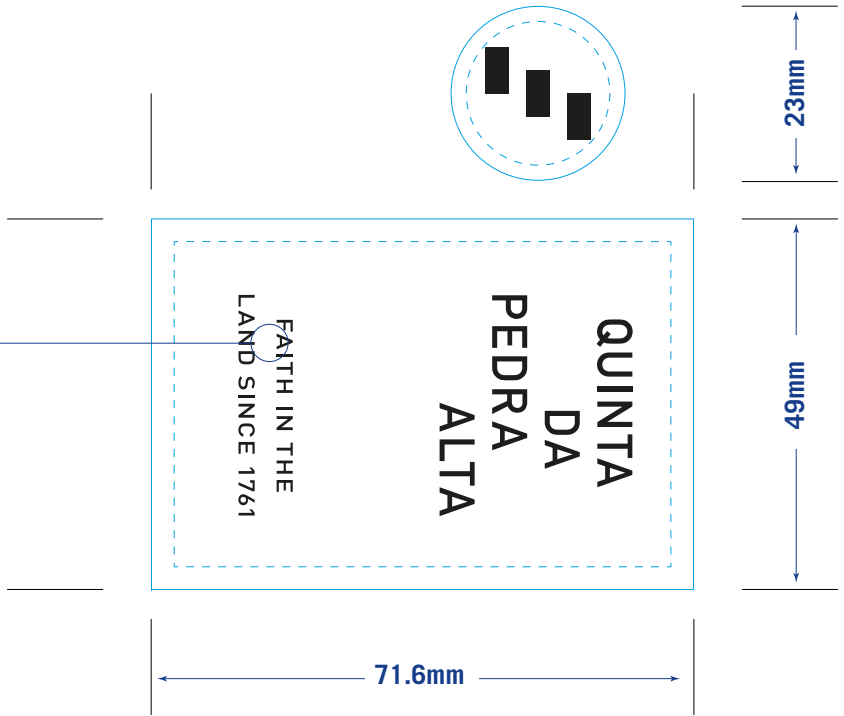 23mm
QUINTA
DA
PEDRA
ALTA
FAITH IN THE
LAND SINCE 1761
49mm
71.6mm